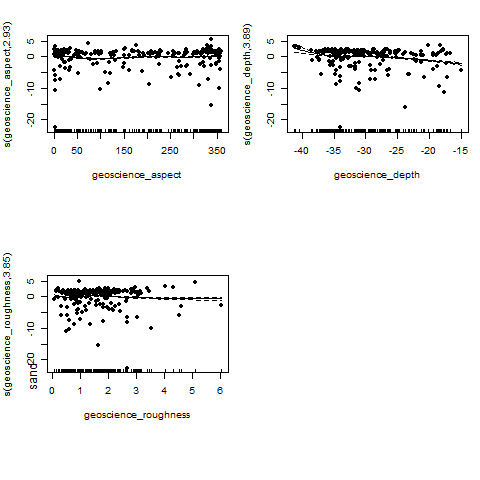 s(geoscience_aspect,2.93)
5
0
-10
-20
0 50 150 250 350
geoscience_aspect
s(geoscience_depth,3.89)
5
0
-10
-20
-40 -35 -30 -25 -20 -15
geoscience_depth
s(geoscience_roughness,3.85)
sand
5
0
-10
-20
0 1 2 3 4 5 6
geoscience_roughness